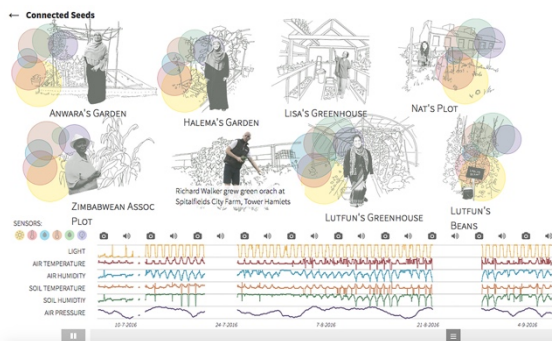 ← Connected Seeds
Anwara's Garden
Halema's Garden
Lisa's Greenhouse
Nat's Plot
Zimbabwean Assoc
Plot
Richard Walker grew green orach at
Spitalfields City Farm, Tower Hamlets
Lutfun's Greenhouse
Lutfun's
Beans
SENSORS:
LIGHT
AIR TEMPERATURE
AIR HUMIDITY
SOIL TEMPERATURE
SOIL HUMIDTIY
AIR PRESSURE
10-7-2016
24-7-2016
7-8-2016
21-8-2016
4-9-2016